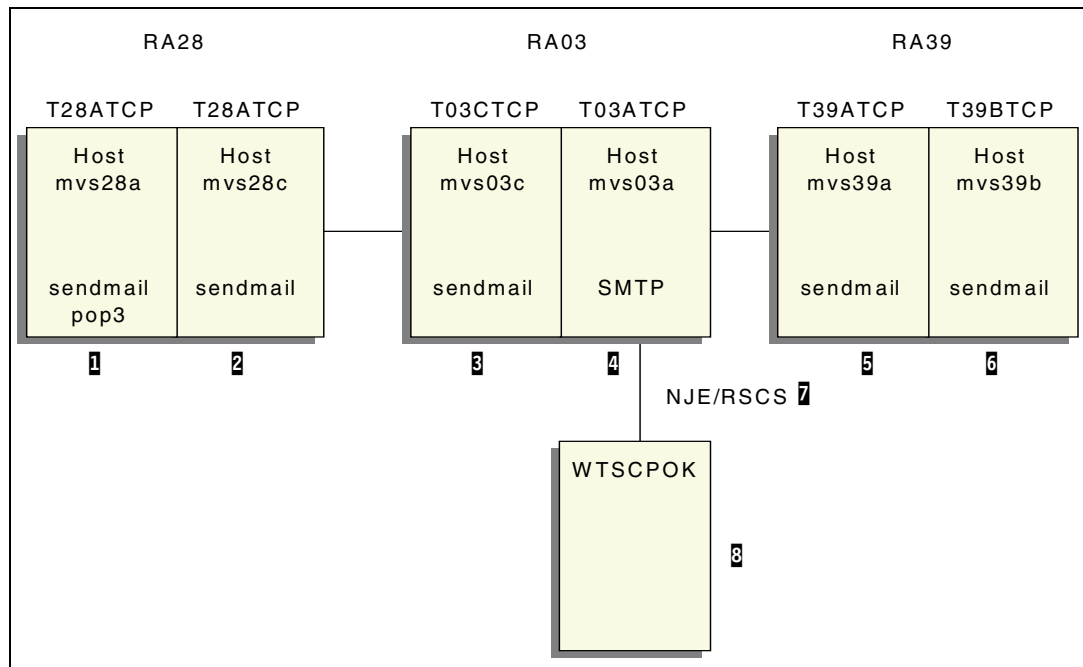 RA28
RA03
RA39
T28ATCP
T28ATCP
T03CTCP
T03ATCP
T39ATCP
T39BTCP
Host
mvs28a
Host
mvs28c
Host
mvs03c
Host
mvs03a
Host
mvs39a
Host
mvs39b
sendmail
pop3
sendmail
sendmail
SMTP
sendmail
sendmail
1
2
3
4
5
6
NJE/RSCS 7
WTSCPOK
8